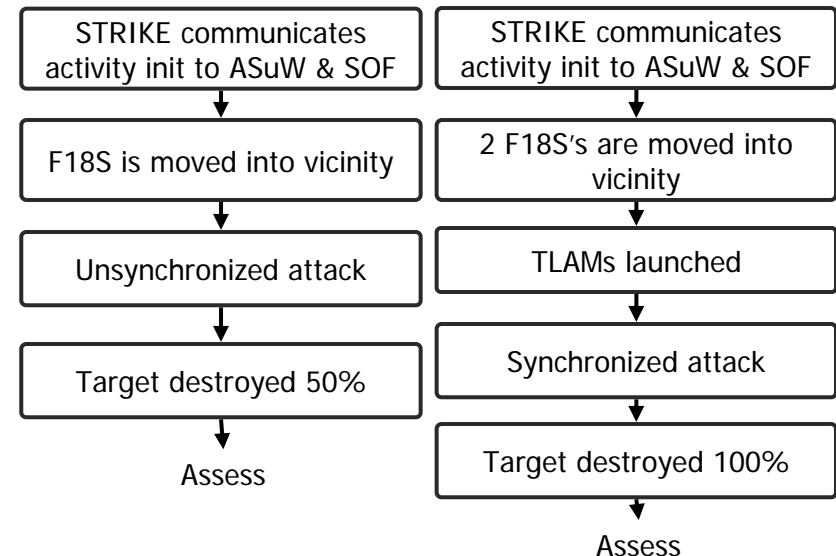 STRIKE communicates
activity init to ASuW & SOF
F18S is moved into vicinity
Unsynchronized attack
Target destroyed 50%
Assess
STRIKE communicates
activity init to ASuW & SOF
2 F18S's are moved into
vicinity
TLAMs launched
Synchronized attack
Target destroyed 100%
Assess